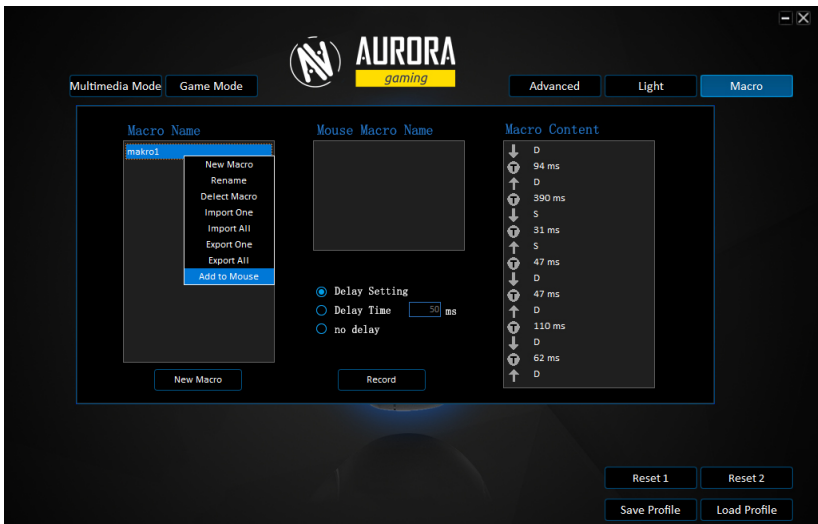 AURORA
gaming
Multimedia Mode
Game Mode
Advanced
Light
Macro
Macro Name
makro1
New Macro
Rename
Delect Macro
Import One
Import All
Export One
Export All
Add to Mouse
New Macro
Mouse Macro Name
Delay Setting
Delay Time 50 ms
no delay
Record
Macro Content
D
94 ms
D
390 ms
S
31 ms
S
47 ms
D
47 ms
D
110 ms
D
62 ms
D
Reset 1
Reset 2
Save Profile
Load Profile